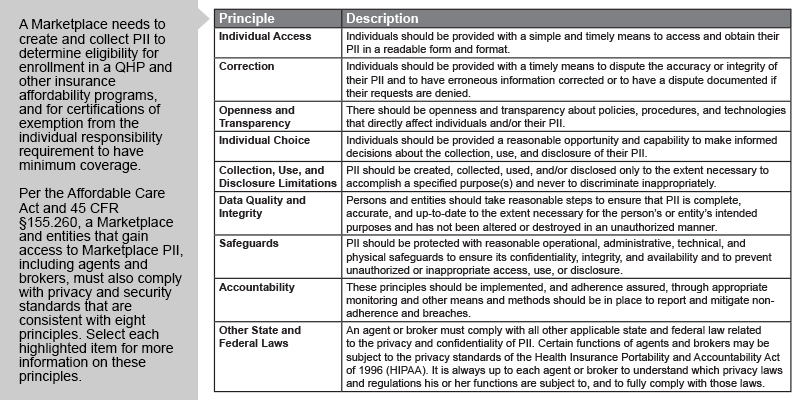 A Marketplace needs to
create and collect PII to
determine eligibility for
enrollment in a QHP and
other insurance
affordability programs,
and for certifications of
exemption from the
individual responsibility
requirement to have
minimum coverage.
Per the Affordable Care
Act and 45 CFR
§155.260, a Marketplace
and entities that gain
access to Marketplace PII,
including agents and
brokers, must also comply
with privacy and security
standards that are
consistent with eight
principles. Select each
highlighted item for more
information on these
principles.
Principle Description
Individual Access Individuals should be provided with a simple and timely means to access and obtain their
PII in a readable form and format.
Correction Individuals should be provided with a timely means to dispute the accuracy or integrity of
their PII and to have erroneous information corrected or to have a dispute documented if
their requests are denied.
Openness and There should be openness and transparency about policies, procedures, and technologies
Transparency that directly affect individuals and/or their PII.
Individual Choice Individuals should be provided a reasonable opportunity and capability to make informed
decisions about the collection, use, and disclosure of their PII.
Collection, Use, and PII should be created, collected, used, and/or disclosed only to the extent necessary to
Disclosure Limitations accomplish a specified purpose(s) and never to discriminate inappropriately.
Data Quality and Persons and entities should take reasonable steps to ensure that PII is complete,
Integrity accurate, and up-to-date to the extent necessary for the person's or entity's intended
purposes and has not been altered or destroyed in an unauthorized manner.
Safeguards PII should be protected with reasonable operational, administrative, technical, and
physical safeguards to ensure its confidentiality, integrity, and availability and to prevent
unauthorized or inappropriate access, use, or disclosure.
Accountability These principles should be implemented, and adherence assured, through appropriate
monitoring and other means and methods should be in place to report and mitigate non-
adherence and breaches.
Other State and An agent or broker must comply with all other applicable state and federal law related
Federal Laws to the privacy and confidentiality of PII. Certain functions of agents and brokers may be
subject to the privacy standards of the Health Insurance Portability and Accountability Act
of 1996 (HIPAA). It is always up to each agent or broker to understand which privacy laws
and regulations his or her functions are subject to, and to fully comply with those laws.